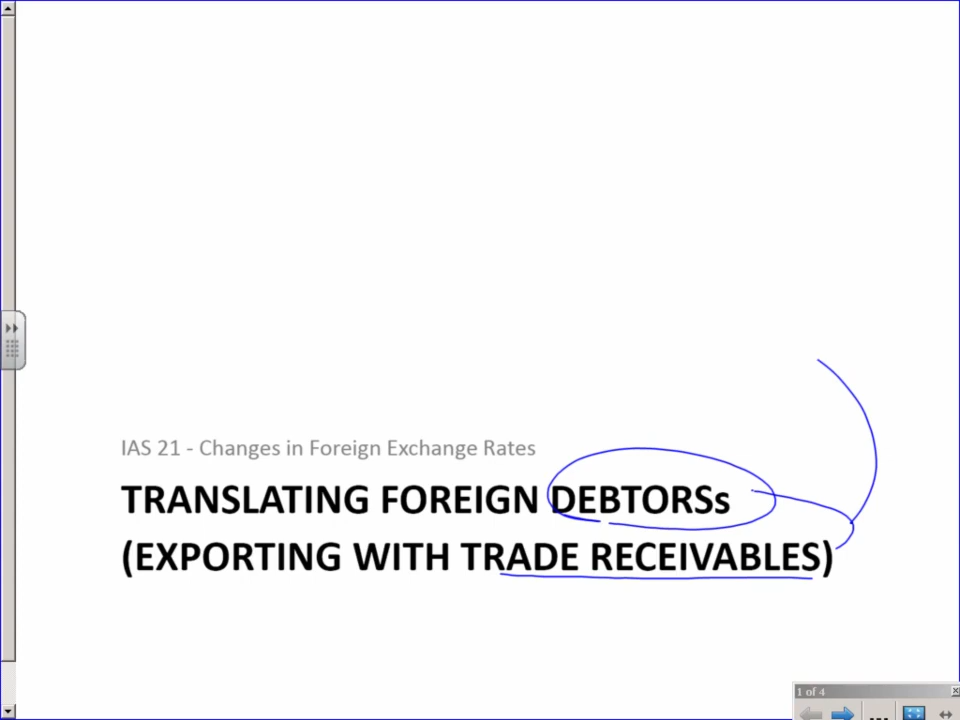 IAS 21 - Changes in Foreign Exchange Rates
TRANSLATING FOREIGN DEBTORSs
(EXPORTING WITH TRADE RECEIVABLES)
1 of 4